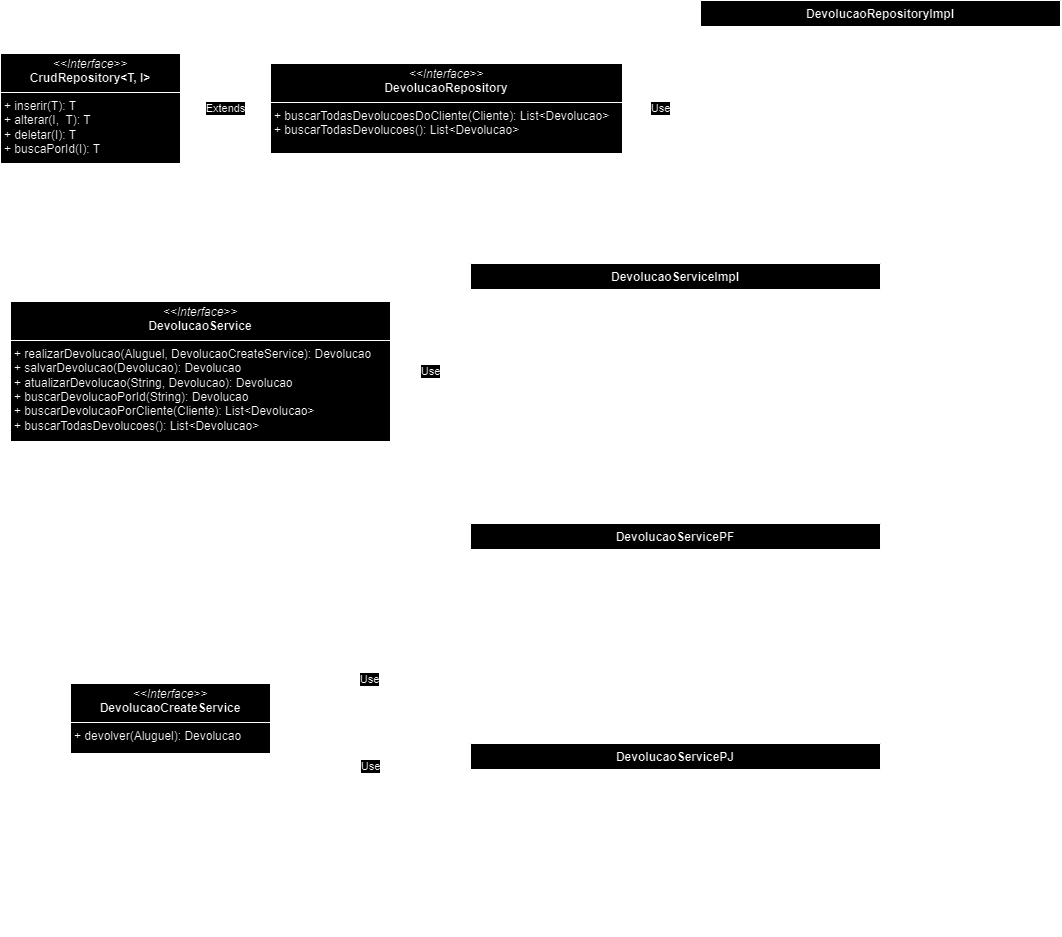 DevolucaoRepositoryImpl
<<Interface>>
CrudRepository<T, I>
+ inserir(T): T
+ alterar(I,  T): T
+ deletar(I): T
+ buscaPorId(I): T
Extends
<<Interface>>
DevolucaoRepository
+ buscarTodasDevolucoesDoCliente(Cliente): List<Devolucao>
+ buscarTodasDevolucoes(): List<Devolucao>
Use
DevolucaoServiceImpl
<<Interface>>
DevolucaoService
+ realizarDevolucao(Aluguel, DevolucaoCreateService): Devolucao
+ salvarDevolucao(Devolucao): Devolucao
+ atualizarDevolucao(String, Devolucao): Devolucao
+ buscarDevolucaoPorId(String): Devolucao
+ buscarDevolucaoPorCliente(Cliente): List<Devolucao>
+ buscarTodasDevolucoes(): List<Devolucao>
Use
DevolucaoServicePF
Use
<<Interface>>
DevolucaoCreateService
+ devolver(Aluguel): Devolucao
DevolucaoServicePJ
Use